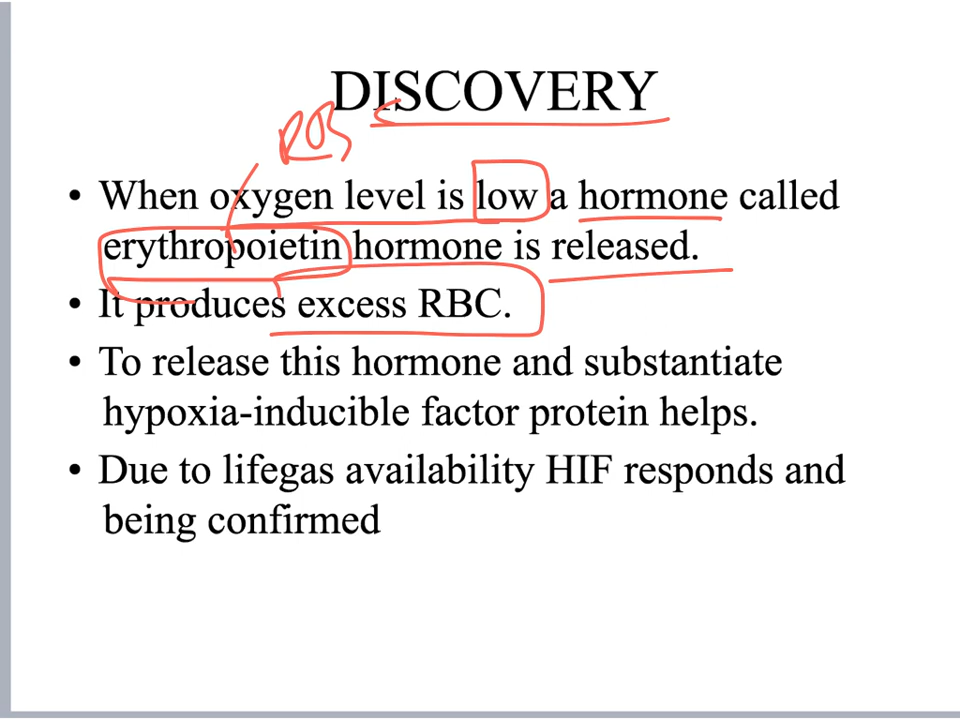 DISCOVERY
• When oxygen level is low a hormone called
erythropoietin hormone is released.
• It produces excess RBC.
• To release this hormone and substantiate
hypoxia-inducible factor protein helps.
• Due to lifegas availability HIF responds and
being confirmed